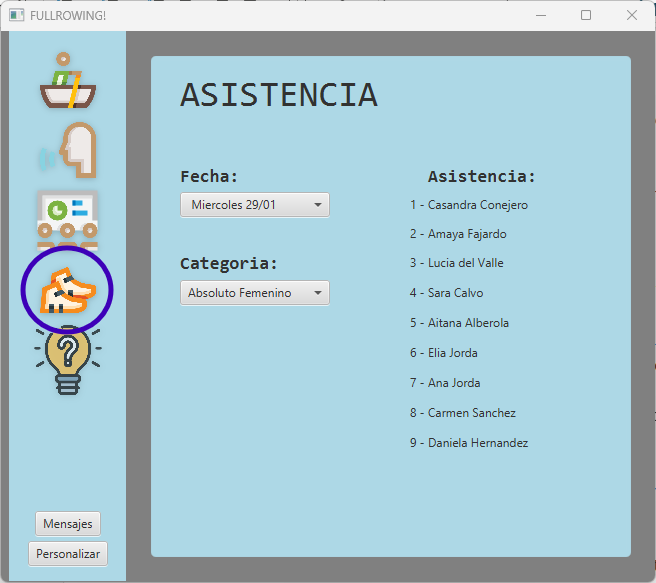 FULLROWING!
ASISTENCIA
Fecha:
Miercoles 29/01
Categoria:
Absoluto Femenino
Asistencia:
1 - Casandra Conejero
2 - Amaya Fajardo
3 - Lucia del Valle
4 - Sara Calvo
5 - Aitana Alberola
6 - Elia Jorda
7 - Ana Jorda
8 - Carmen Sanchez
9 - Daniela Hernandez
?
Mensajes
Personalizar